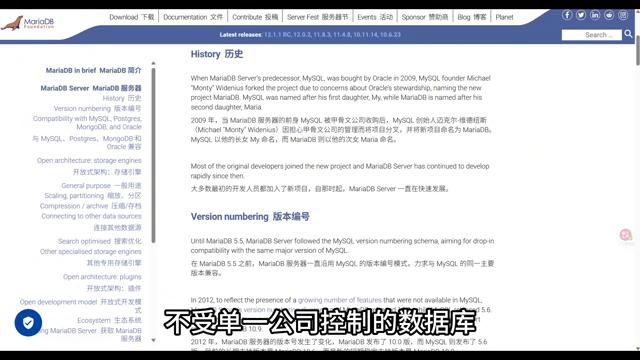 MariaDB
Foundation
Download 下载
Documentation 文件
Contribute 投稿
Server Fest 服务器节
Events 活动
Sponsor 赞助商
Blog 博客
Planet
Latest releases: 12.1.1 RC, 12.0.2, 11.8.3, 11.4.8, 10.11.14, 10.6.23
Search ...
MariaDB in brief MariaDB 简介
MariaDB Server MariaDB 服务器
History 历史
Version numbering 版本编号
Compatibility with MySQL, Postgres,
MongoDB, and Oracle
与 MySQL、Postgres、MongoDB和
Oracle 兼容
Open architecture: storage engines
开放式架构：存储引擎
General purpose 一般用途
Scaling, partitioning 缩放、分区
Compression / archive 压缩/存档
Connecting to other data sources
连接其他数据源
Search optimised 搜索优化
Other specialised storage engines
其他专用存储引擎
Open architecture: plugins
开放式架构：插件
Open development model 开放式开发模
式
Ecosystem 生态系统
MariaDB Server 获取 MariaDB
服务器
History 历史
When MariaDB Server's predecessor, MySQL, was bought by Oracle in 2009, MySQL founder Michael
"Monty" Widenius forked the project due to concerns about Oracle's stewardship, naming the new
project MariaDB. MySQL was named after his first daughter, My, while MariaDB is named after his
second daughter, Maria.
2009 年，当 MariaDB 服务器的前身 MySQL 被甲骨文公司收购后，MySQL 创始人迈克尔-维德纽斯
（Michael "Monty" Widenius）因担心甲骨文公司的管理而将项目分叉，并将新项目命名为 MariaDB。
MySQL 以他的长女 My 命名，而 MariaDB 则以他的次女 Maria 命名。
Most of the original developers joined the new project and MariaDB Server has continued to develop
rapidly since then.
大多数最初的开发人员都加入了新项目，自那时起，MariaDB Server 一直在快速发展。
Version numbering 版本编号
Until MariaDB 5.5, MariaDB Server followed the MySQL version numbering schema, aiming for drop-in
compatibility with the same major version of MySQL.
在 MariaDB 5.5 之前，MariaDB 服务器一直沿用 MySQL 的版本编号模式，力求与 MySQL 的同一主要
版本兼容。
In 2012, to reflect the presence of a growing number of features that were not available in MySQL,
不受单一公司控制的数据库
2012 年，MariaDB 服务器的版本号发生了变化，MariaDB 发布了 10.0 版，而 MySQL 则发布了 5.6